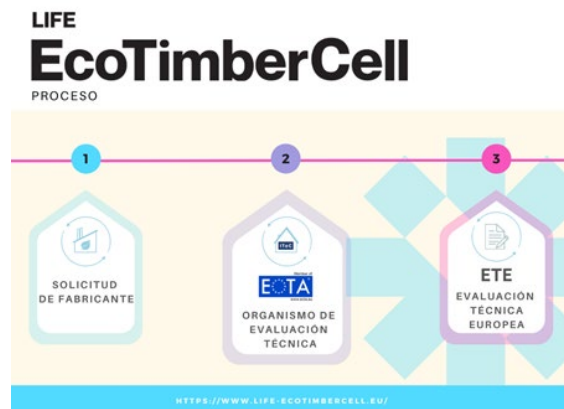 LIFE
EcoTimberCell
PROCESO
1
2
3
SOLICITUD
DE FABRICANTE
ITeC
EOTA
ORGANISMO DE
EVALUACIÓN
TÉCNICA
ETE
EVALUACIÓN
TÉCNICA
EUROPEA
HTTPS://WWW.LIFE-ECOTIMBERCELL.EU/